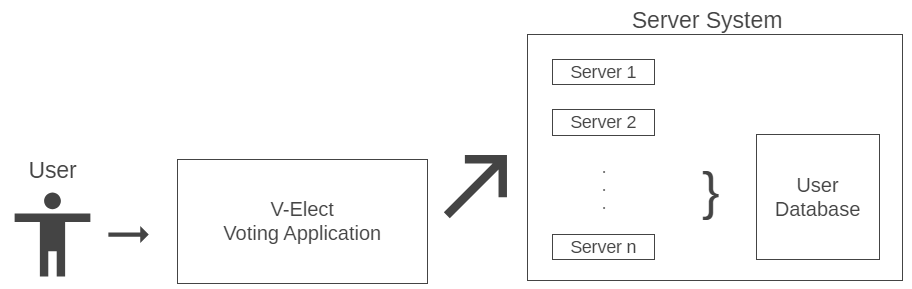 Server System
Server 1
Server 2
.
.
.
Server n
}
User
Database
User
V-Elect
Voting Application